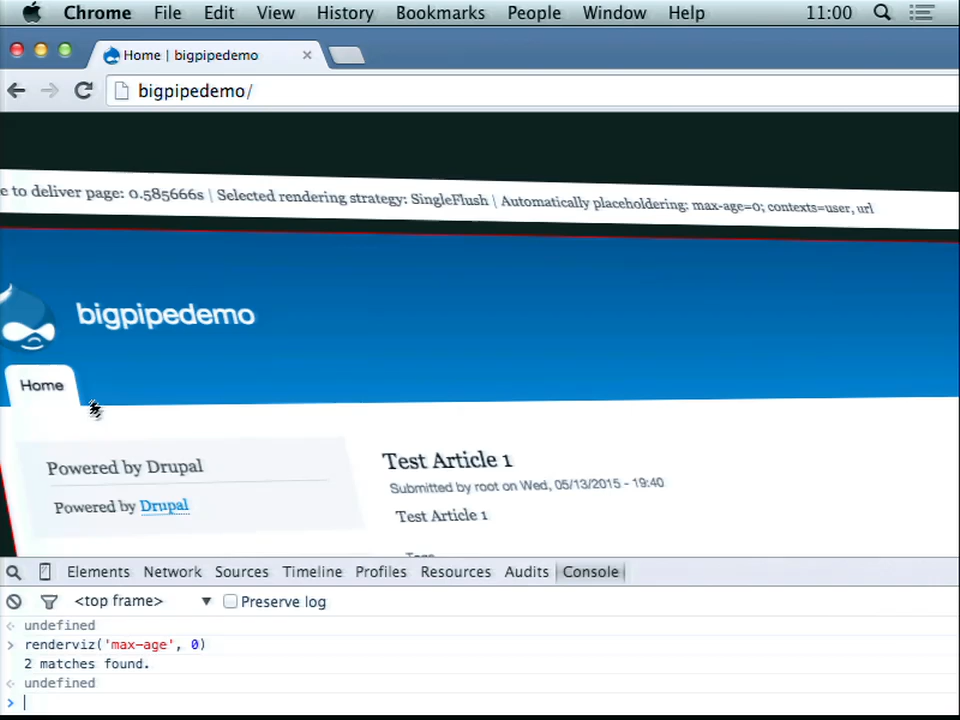 Chrome File Edit View History Bookmarks People Window Help 11:00
Home | bigpipedemo
bigpipedemo/
e to deliver page: 0.585666s | Selected rendering strategy: SingleFlush | Automatically placeholdering: max-age=0; contexts=user, url
bigpipedemo
Home
Powered by Drupal
Powered by Drupal
Test Article 1
Submitted by root on Wed, 05/13/2015 - 19:40
Test Article 1
Tags
Elements Network Sources Timeline Profiles Resources Audits Console
<top frame> Preserve log
undefined
renderviz('max-age', 0)
2 matches found.
undefined